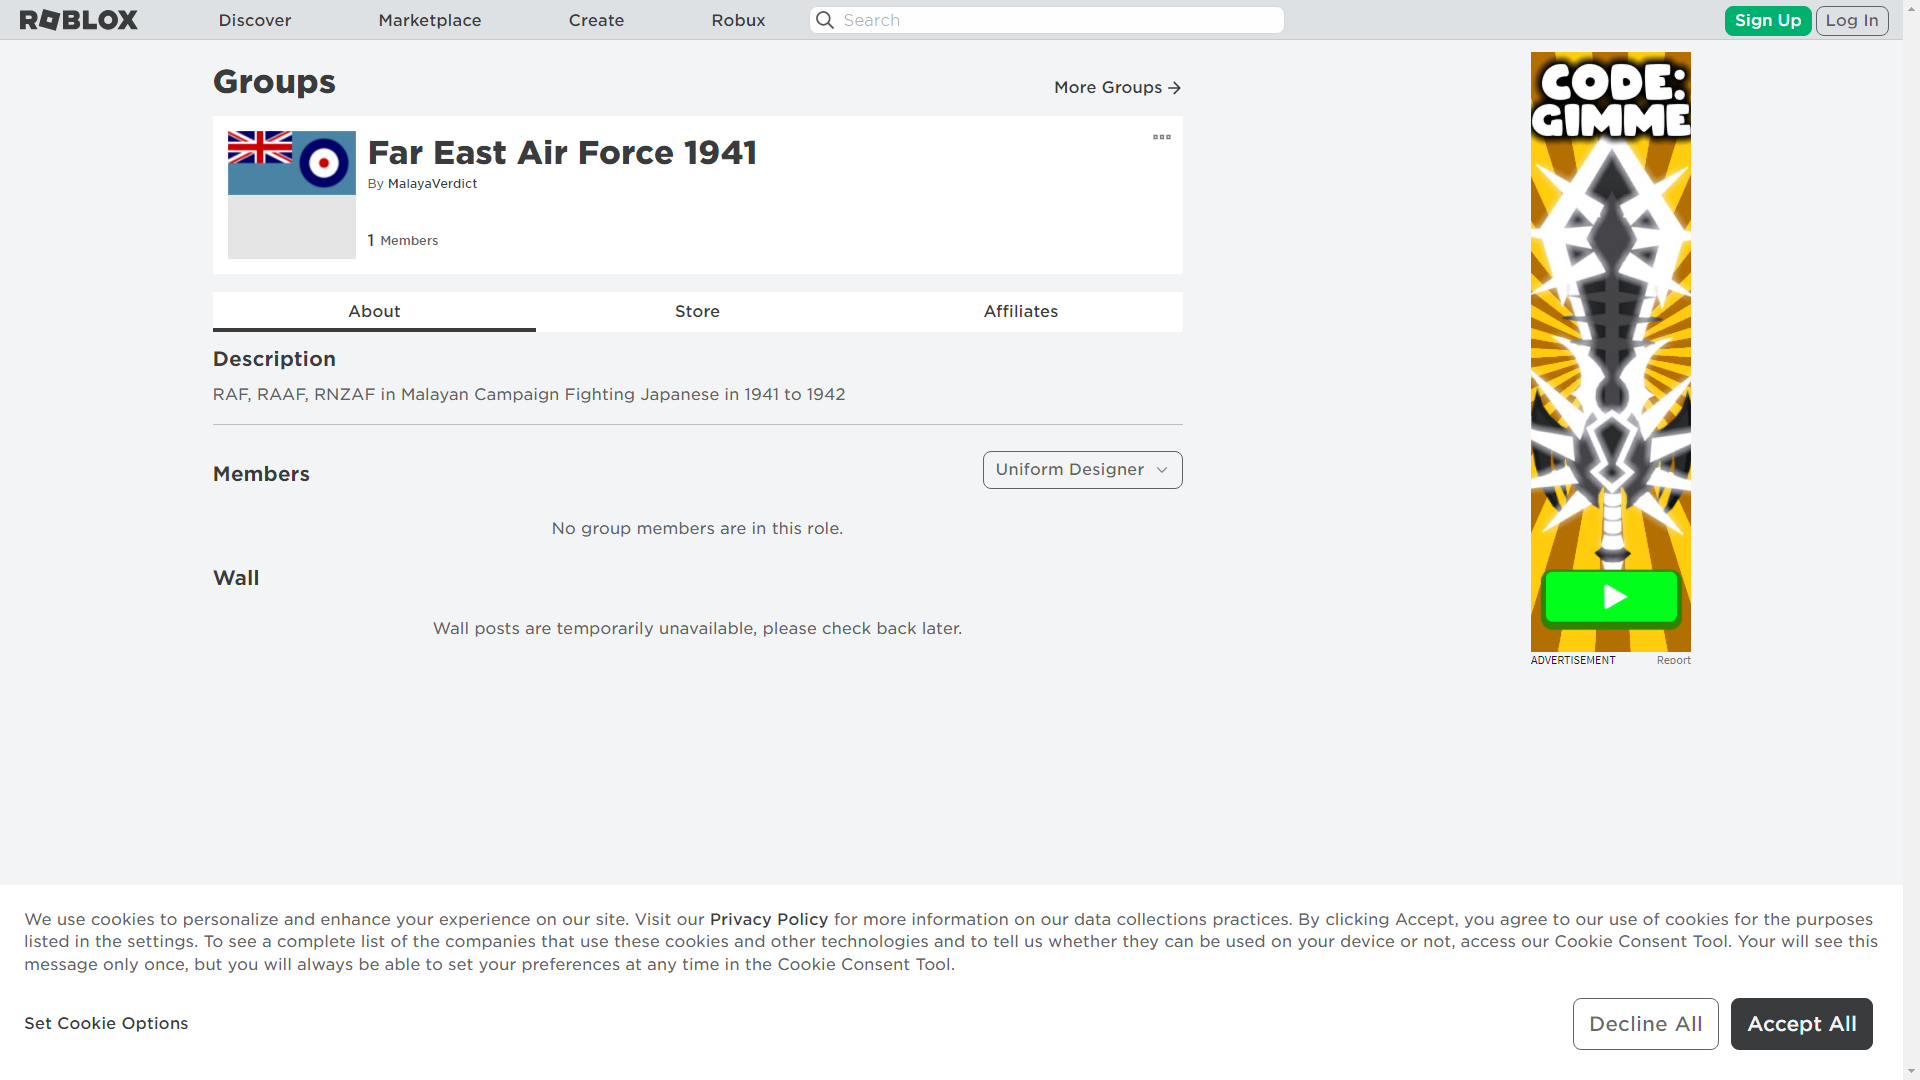 ROBLOX
Discover
Marketplace
Create
Robux
Search
Sign Up
Log In
Groups
More Groups
Far East Air Force 1941
By MalayaVerdict
1 Members
About
Store
Affiliates
Description
RAF, RAAF, RNZAF in Malayan Campaign Fighting Japanese in 1941 to 1942
Members
Uniform Designer
No group members are in this role.
Wall
Wall posts are temporarily unavailable, please check back later.
CODE:
GIMME
ADVERTISEMENT
Report
We use cookies to personalize and enhance your experience on our site. Visit our Privacy Policy for more information on our data collections practices. By clicking Accept, you agree to our use of cookies for the purposes
listed in the settings. To see a complete list of the companies that use these cookies and other technologies and to tell us whether they can be used on your device or not, access our Cookie Consent Tool. Your will see this
message only once, but you will always be able to set your preferences at any time in the Cookie Consent Tool.
Set Cookie Options
Decline All
Accept All